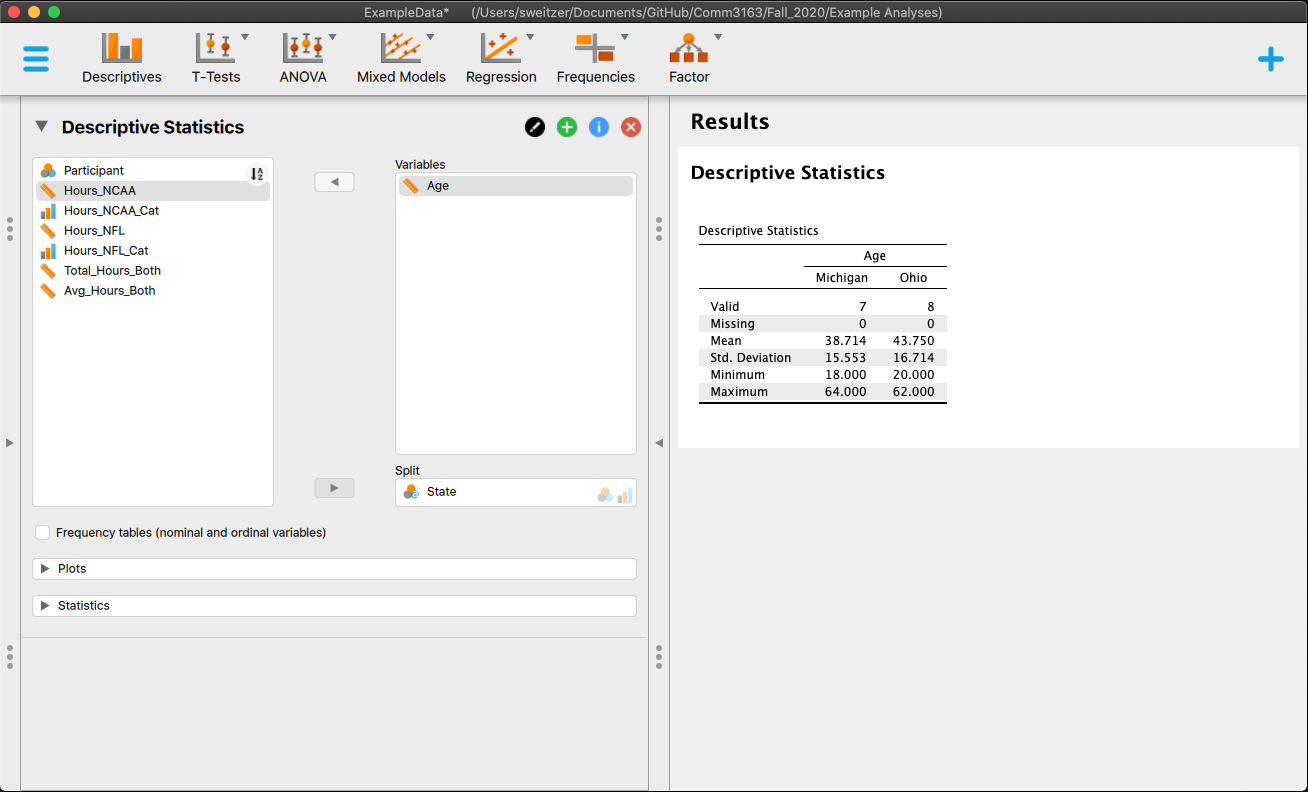 ExampleData* (/Users/sweitzer/Documents/GitHub/Comm3163/Fall_2020/Example Analyses)
Descriptives T-Tests ANOVA Mixed Models Regression Frequencies Factor
Descriptive Statistics
Participant
Hours_NCAA
Hours_NCAA_Cat
Hours_NFL
Hours_NFL_Cat
Total_Hours_Both
Avg_Hours_Both
Variables
Age
Split
State
Frequency tables (nominal and ordinal variables)
Plots
Statistics
Results
Descriptive Statistics
Descriptive Statistics
Age
Michigan Ohio
Valid 7 8
Missing 0 0
Mean 38.714 43.750
Std. Deviation 15.553 16.714
Minimum 18.000 20.000
Maximum 64.000 62.000